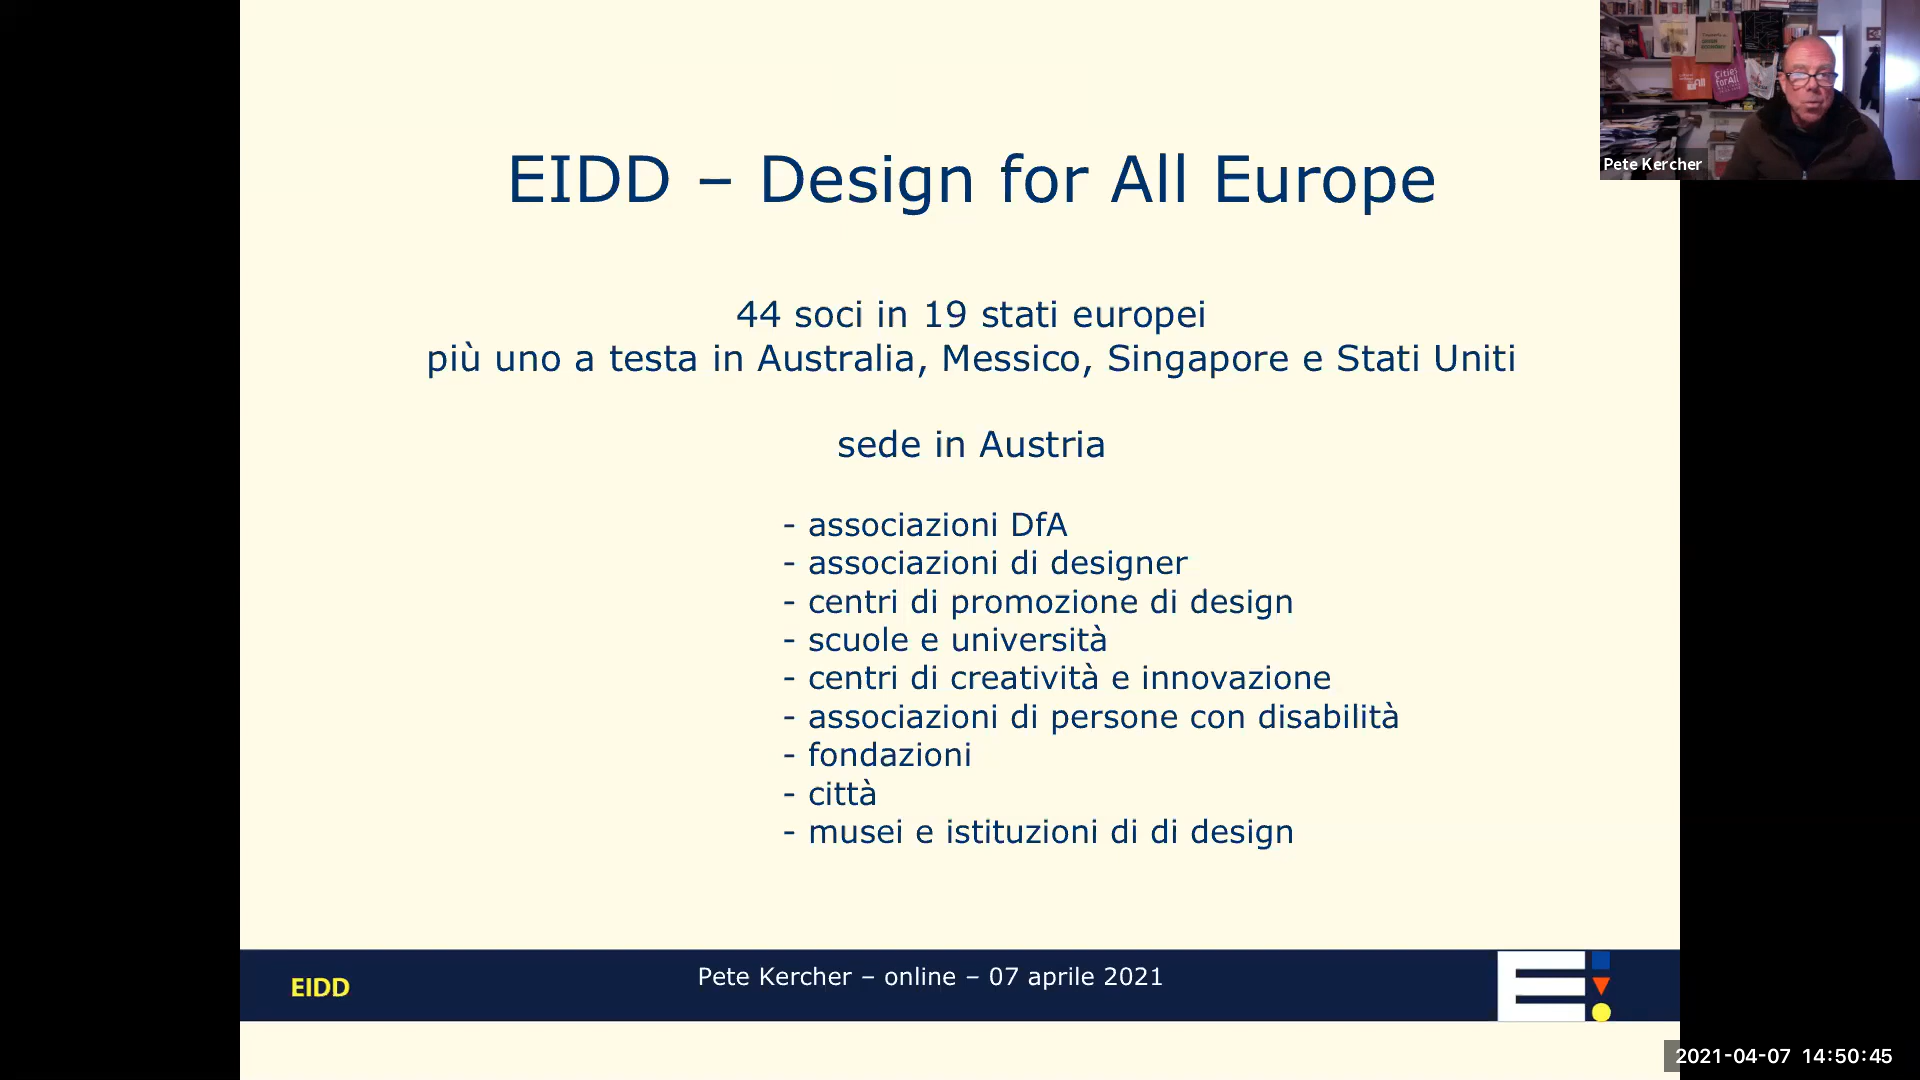 EIDD – Design for All Europe
44 soci in 19 stati europei
più uno a testa in Australia, Messico, Singapore e Stati Uniti
sede in Austria
- associazioni DfA
- associazioni di designer
- centri di promozione di design
- scuole e università
- centri di creatività e innovazione
- associazioni di persone con disabilità
- fondazioni
- città
- musei e istituzioni di di design
EIDD
Pete Kercher – online – 07 aprile 2021
Cities
for All
Pete Kercher
2021-04-07 14:50:45